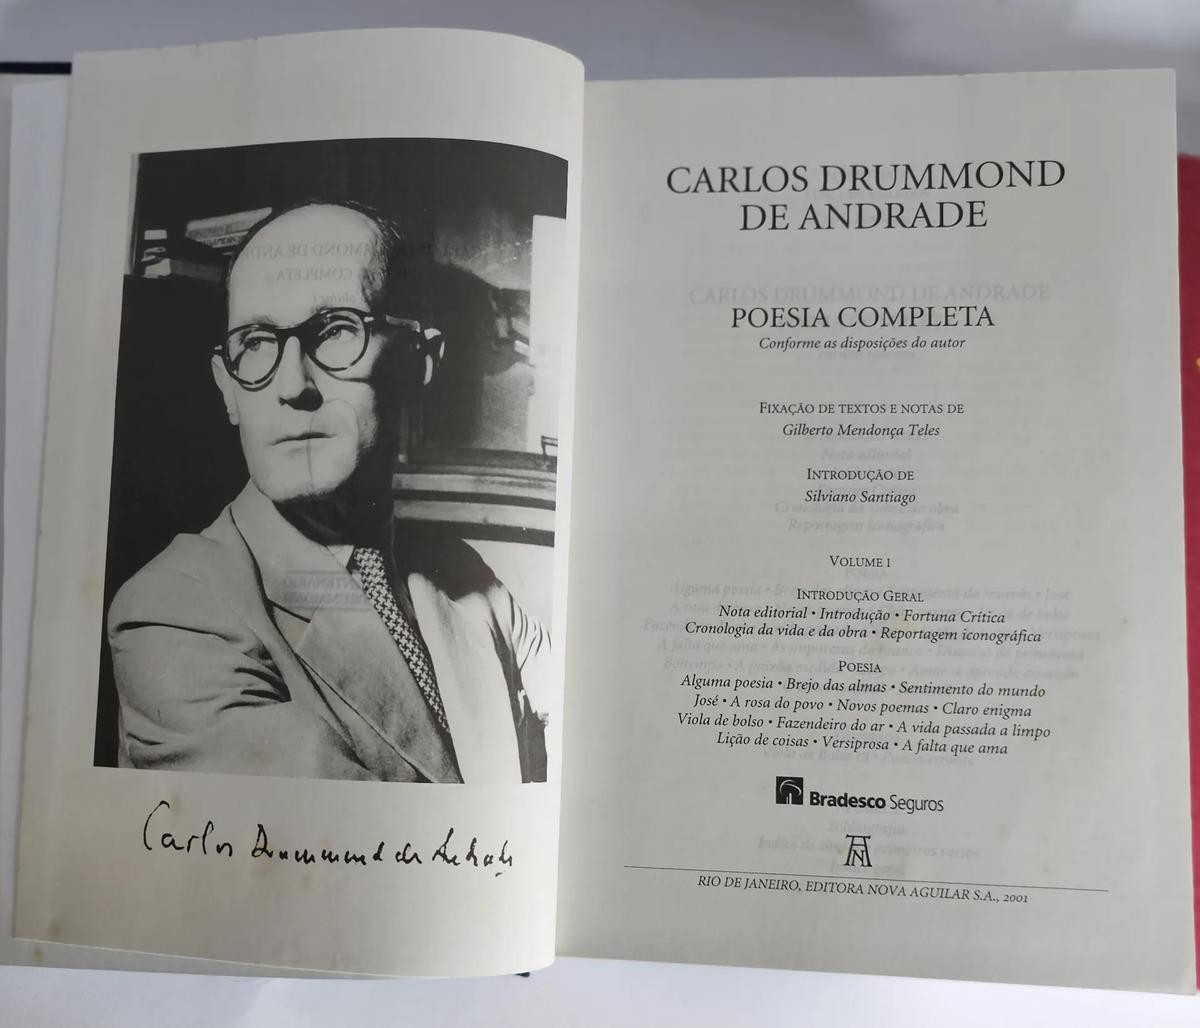 Carlos Drummond de Andrade
CARLOS DRUMMOND
DE ANDRADE
CARLOS DRUMMOND DE ANDRADE
POESIA COMPLETA
Conforme as disposições do autor
FIXAÇÃO DE TEXTOS E NOTAS DE
Gilberto Mendonça Teles
INTRODUÇÃO DE
Silviano Santiago
VOLUME I
INTRODUÇÃO GERAL
Nota editorial • Introdução • Fortuna Crítica
Cronologia da vida e da obra • Reportagem iconográfica
POESIA
Alguma poesia • Brejo das almas • Sentimento do mundo
José • A rosa do povo • Novos poemas • Claro enigma
Viola de bolso • Fazendeiro do ar • A vida passada a limpo
Lição de coisas • Versiprosa • A falta que ama
Bradesco Seguros
RIO DE JANEIRO, EDITORA NOVA AGUILAR S.A., 2001